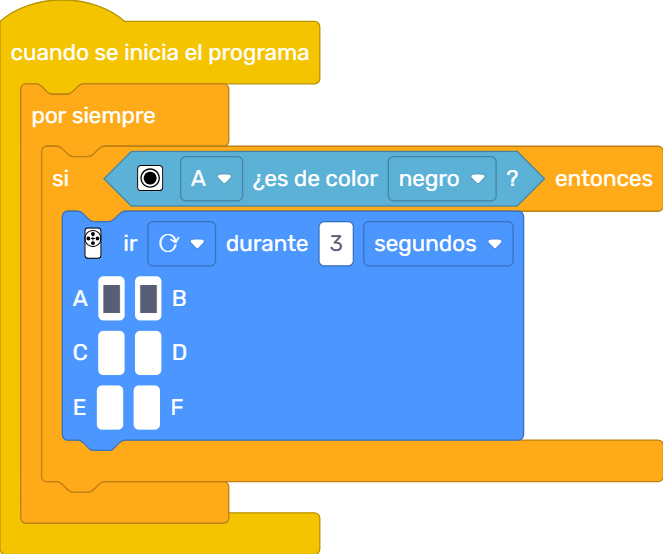 cuando se inicia el programa
por siempre
si A ¿es de color negro ? entonces
ir durante 3 segundos
A B
C D
E F